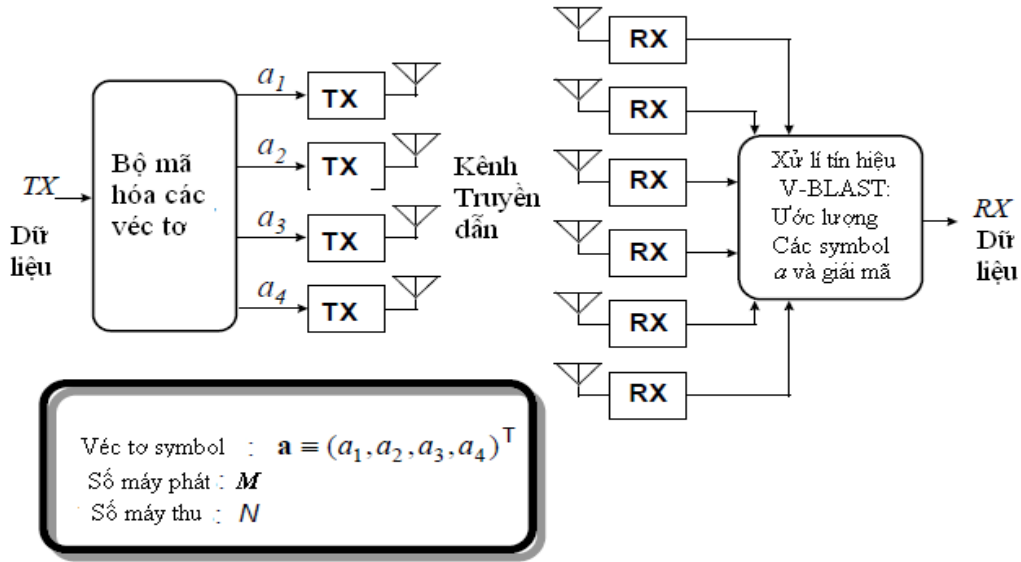 TX
Dữ
liệu
Bộ mã
hóa các
véc tơ
a1
TX
a2
TX
a3
TX
a4
TX
Kênh
Truyền
dẫn
RX
RX
RX
RX
RX
RX
Xử lí tín hiệu
V-BLAST:
Ước lượng
Các symbol
a và giải mã
RX
Dữ
liệu
Véc tơ symbol : a ≡ (a1,a2,a3,a4)^T
Số máy phát : M
Số máy thu : N